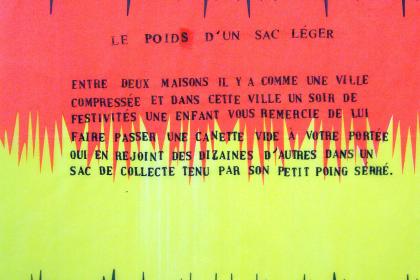 LE POIDS D'UN SAC LÉGER
ENTRE DEUX MAISONS IL Y A COMME UNE VILLE
COMPRESSÉE ET DANS CETTE VILLE UN SOIR DE
FESTIVITÉS UNE ENFANT VOUS REMERCIE DE LUI
FAIRE PASSER UNE CANETTE VIDE À VOTRE PORTÉE
QUI EN REJOINT DES DIZAINES D'AUTRES DANS UN
SAC DE COLLECTE TENU PAR SON PETIT POING SERRÉ.